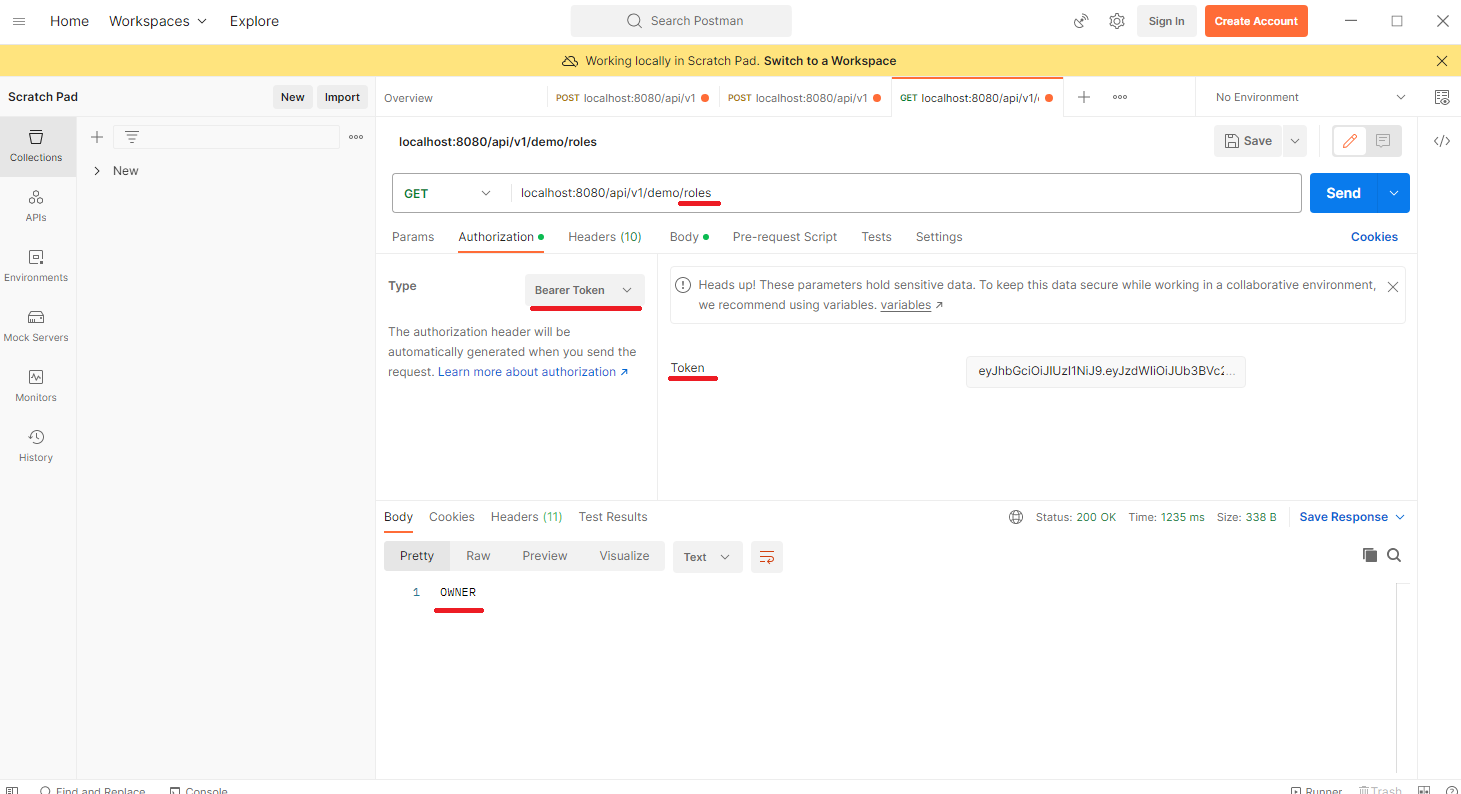 Home Workspaces Explore Search Postman Sign In Create Account
Working locally in Scratch Pad. Switch to a Workspace
Scratch Pad New Import Overview POST localhost:8080/api/v1 POST localhost:8080/api/v1 GET localhost:8080/api/v1/ No Environment
Collections
New
APIs
Environments
Mock Servers
Monitors
History
localhost:8080/api/v1/demo/roles Save
GET localhost:8080/api/v1/demo/roles Send
Params Authorization Headers (10) Body Pre-request Script Tests Settings Cookies
Type Bearer Token
The authorization header will be
automatically generated when you send the
request. Learn more about authorization ↗
Heads up! These parameters hold sensitive data. To keep this data secure while working in a collaborative environment,
we recommend using variables. variables ↗
Token eyJhbGciOiJIUzI1NiJ9.eyJzdWIiOiJUb3BVc2...
Body Cookies Headers (11) Test Results Status: 200 OK Time: 1235 ms Size: 338 B Save Response
Pretty Raw Preview Visualize Text
1 OWNER
Find and Replace Console Runner Trash